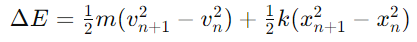 ΔE = ½m(v²ₙ₊₁ − v²ₙ) + ½k(x²ₙ₊₁ − x²ₙ)